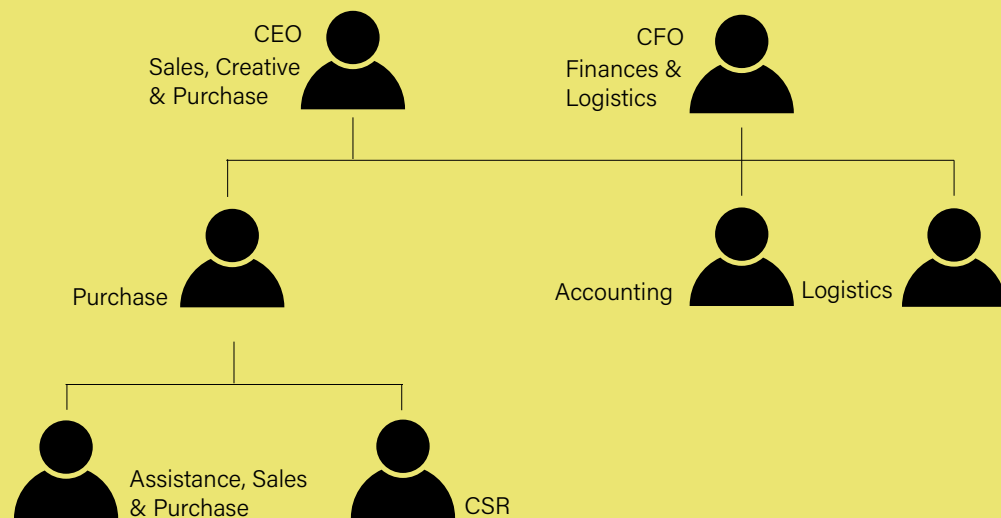 CEO
Sales, Creative
& Purchase
CFO
Finances &
Logistics
Purchase
Accounting
Logistics
Assistance, Sales
& Purchase
CSR